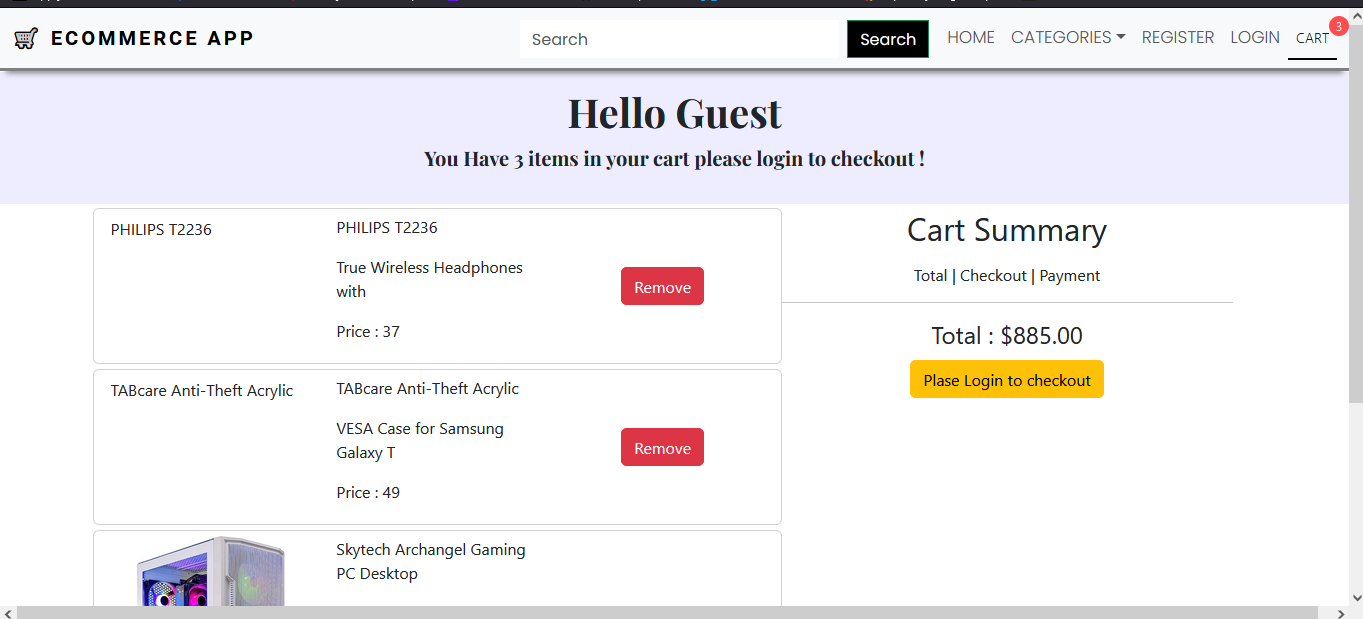 ECOMMERCE APP
Search
Search
HOME
CATEGORIES
REGISTER
LOGIN
CART
3
Hello Guest
You Have 3 items in your cart please login to checkout !
PHILIPS T2236
PHILIPS T2236
True Wireless Headphones
with
Price : 37
Remove
TABcare Anti-Theft Acrylic
TABcare Anti-Theft Acrylic
VESA Case for Samsung
Galaxy T
Price : 49
Remove
Skytech Archangel Gaming
PC Desktop
Cart Summary
Total | Checkout | Payment
Total : $885.00
Plase Login to checkout